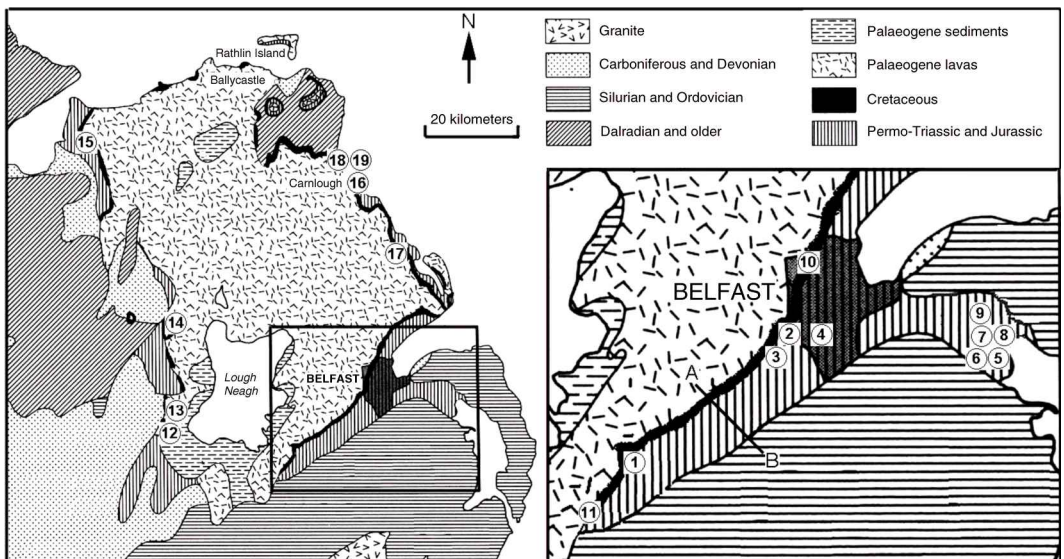 N
Rathlin Island
Ballycastle
20 kilometers
Granite
Carboniferous and Devonian
Silurian and Ordovician
Dalradian and older
Palaeogene sediments
Palaeogene lavas
Cretaceous
Permo-Triassic and Jurassic
15
18 19
Carnlough 16
17
14
Lough
Neagh
BELFAST
13
12
10
BELFAST
2 4
3
9
7 8
6 5
A
B
1
11